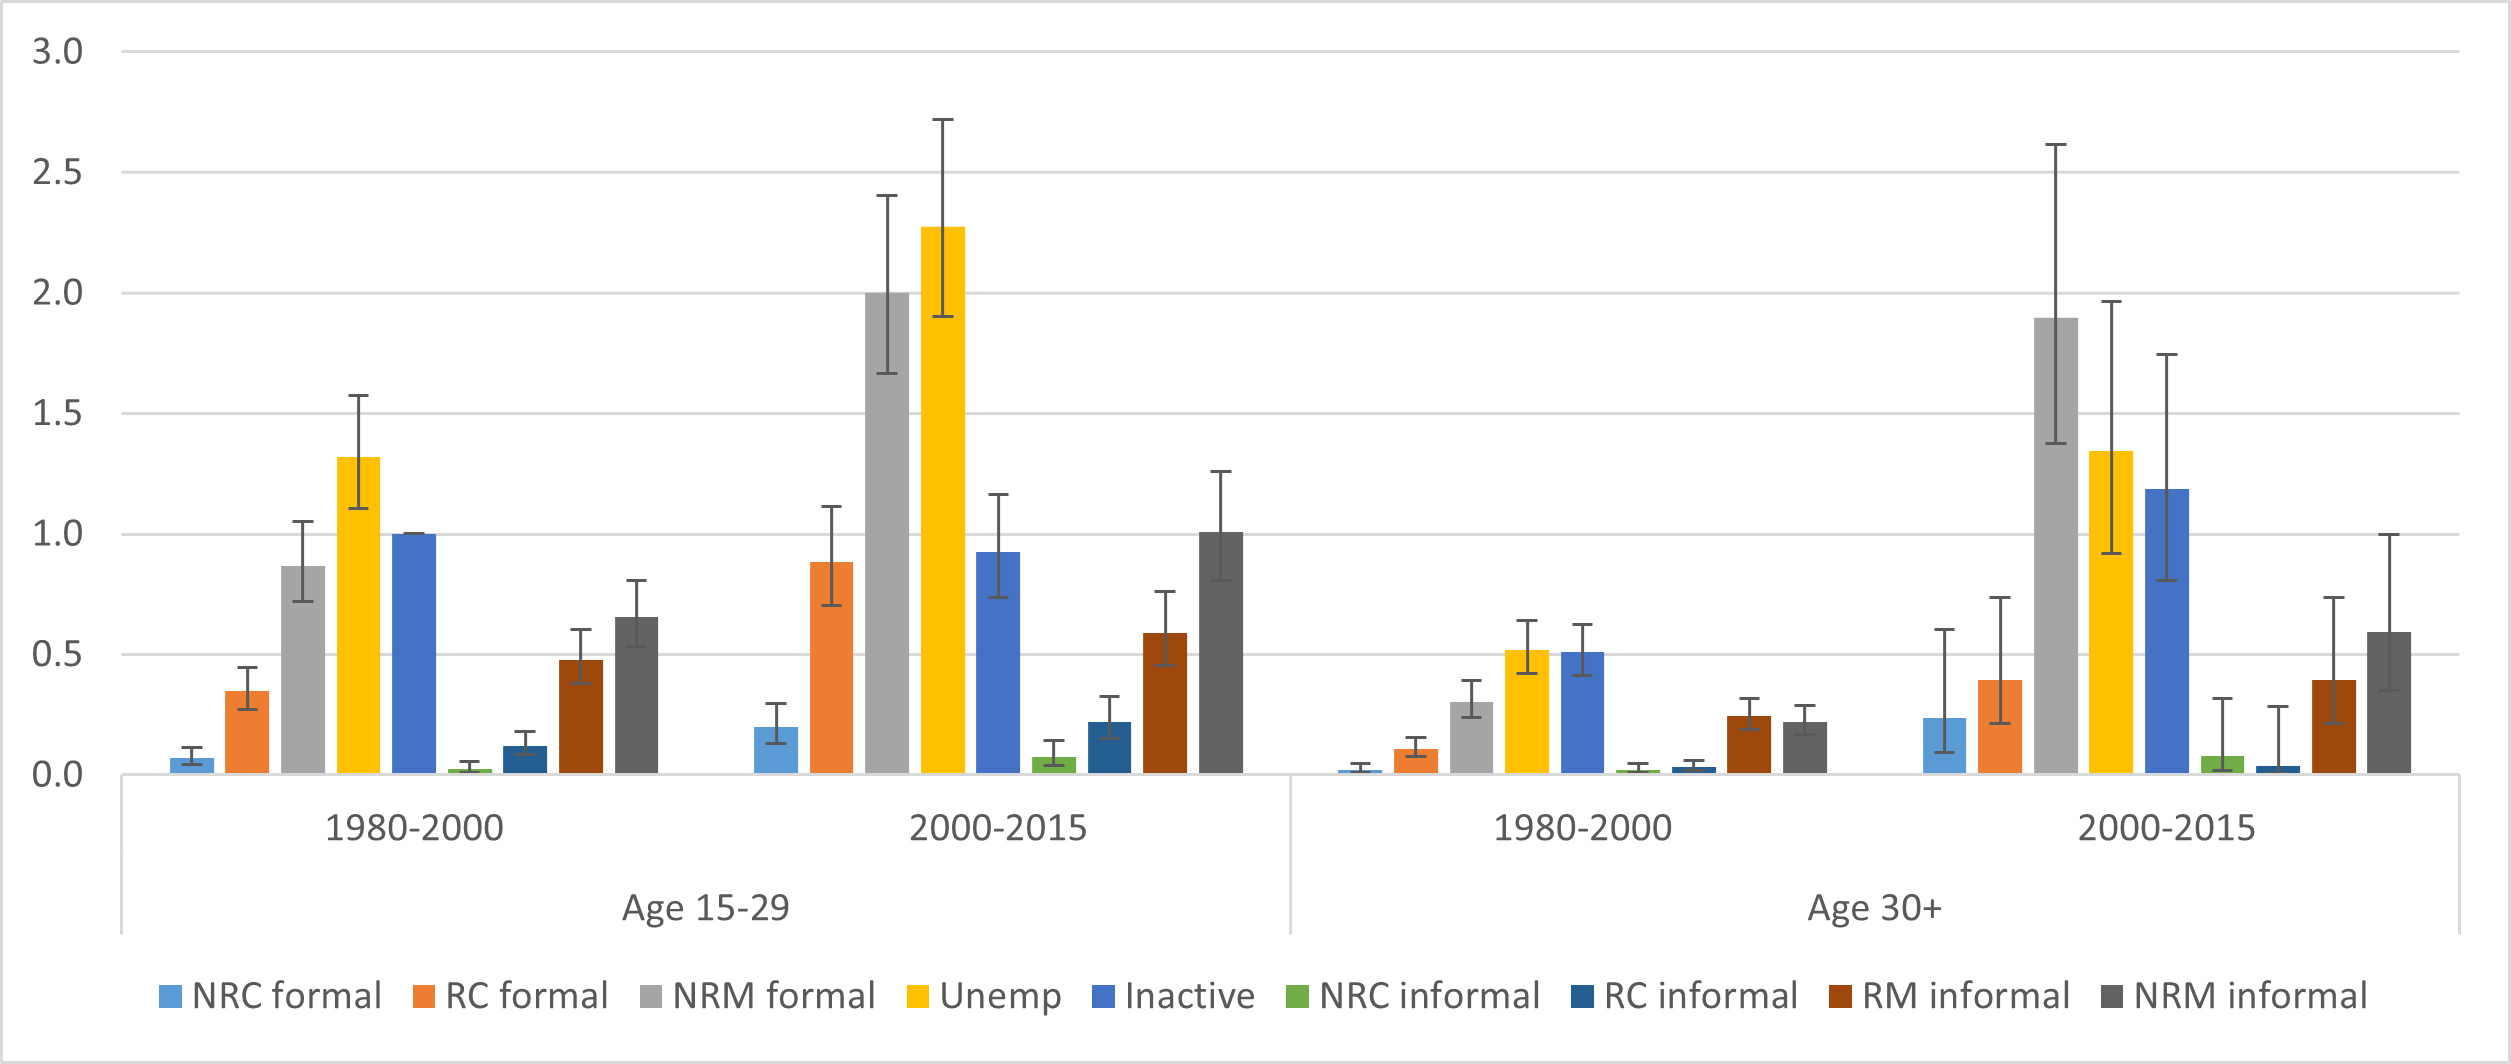 3.0
2.5
2.0
1.5
1.0
0.5
0.0
1980-2000 2000-2015 1980-2000 2000-2015
Age 15-29 Age 30+
NRC formal RC formal NRM formal Unemp Inactive NRC informal RC informal RM informal NRM informal